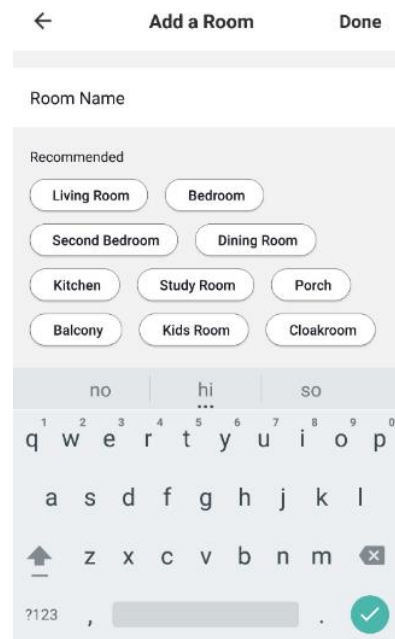 Add a Room Done
Room Name
Recommended
Living Room Bedroom
Second Bedroom Dining Room
Kitchen Study Room Porch
Balcony Kids Room Cloakroom
no hi so
1 2 3 4 5 6 7 8 9 0
q w e r t y u i o p
a s d f g h j k l
z x c v b n m
?123 , .